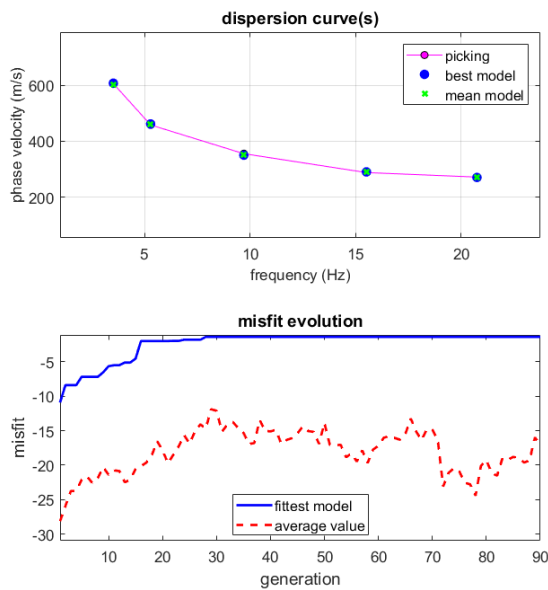 dispersion curve(s)
phase velocity (m/s)
600
400
200
picking
best model
mean model
5
10
15
20
frequency (Hz)
misfit evolution
misfit
-5
-10
-15
-20
-25
-30
fittest model
average value
10
20
30
40
50
60
70
80
90
generation